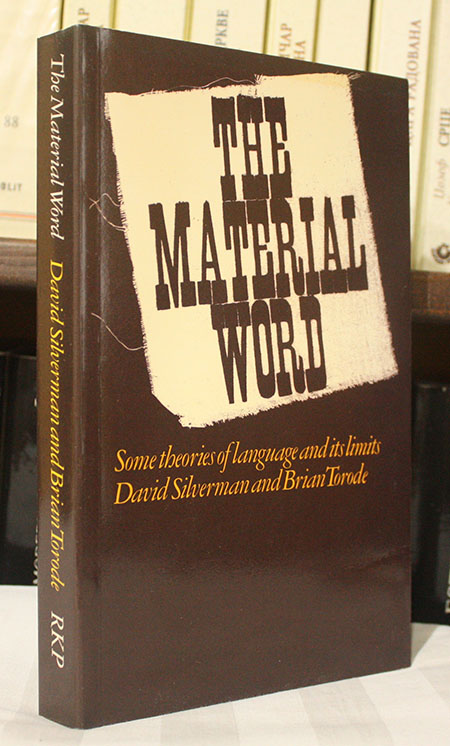 THE
MATERIAL
WORD
Some theories of language and its limits
David Silverman and Brian Torode
The Material Word David Silverman and Brian Torode RKP
88